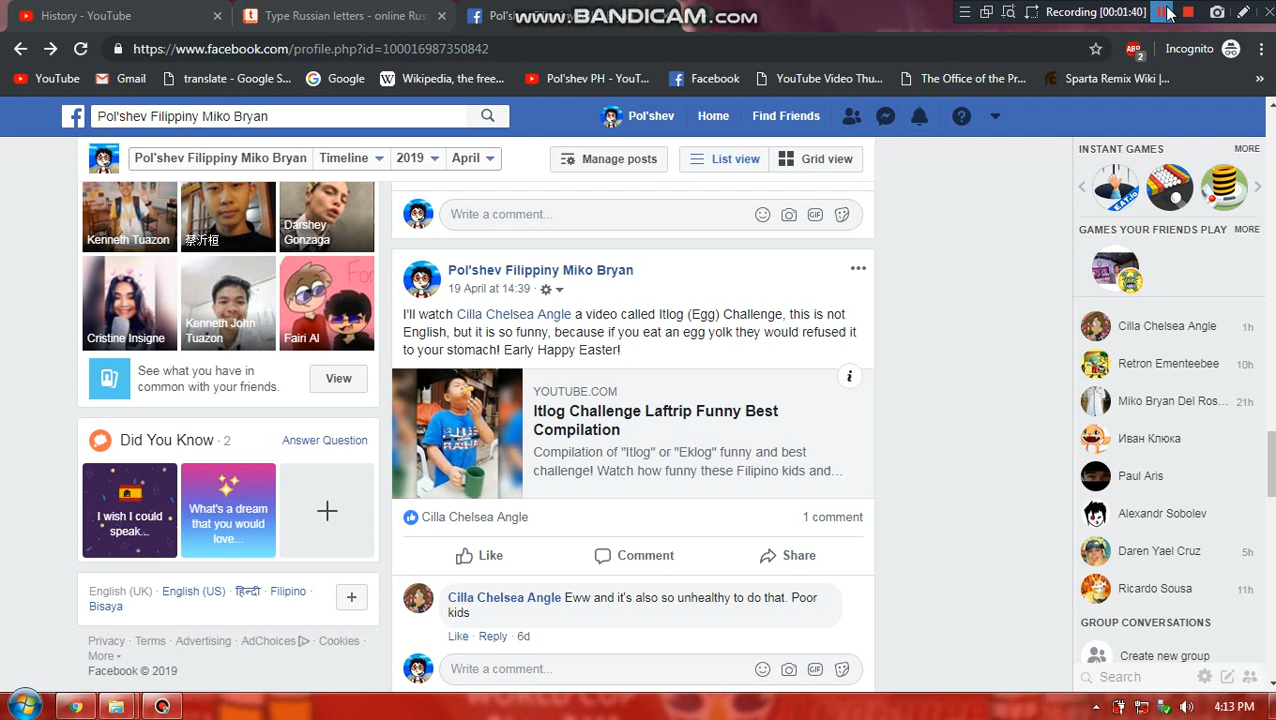 History - YouTube
Type Russian letters - online Rus
Pol's
www.BANDICAM.com
Recording [00:01:40]
https://www.facebook.com/profile.php?id=100016987350842
Incognito
YouTube
Gmail
translate - Google S...
Google
Wikipedia, the free...
Pol'shev PH - YouT...
Facebook
YouTube Video Thu...
The Office of the Pr...
Sparta Remix Wiki |...
Pol'shev Filippiny Miko Bryan
Pol'shev
Home
Find Friends
Pol'shev Filippiny Miko Bryan
Timeline
2019
April
Manage posts
List view
Grid view
Kenneth Tuazon
蔡沂桓
Darshey Gonzaga
Cristine Insigne
Kenneth John Tuazon
Fairi Al
See what you have in
common with your friends.
View
Did You Know · 2
Answer Question
I wish I could
speak...
What's a dream
that you would
love...
English (UK) · English (US) · हिन्दी · Filipino ·
Bisaya
Privacy · Terms · Advertising · AdChoices · Cookies ·
More
Facebook © 2019
Write a comment...
Pol'shev Filippiny Miko Bryan
19 April at 14:39 ·
I'll watch Cilla Chelsea Angle a video called Itlog (Egg) Challenge, this is not
English, but it is so funny, because if you eat an egg yolk they would refused it
to your stomach! Early Happy Easter!
YOUTUBE.COM
Itlog Challenge Laftrip Funny Best
Compilation
Compilation of "Itlog" or "Eklog" funny and best
challenge! Watch how funny these Filipino kids and...
Cilla Chelsea Angle
1 comment
Like
Comment
Share
Cilla Chelsea Angle Eww and it's also so unhealthy to do that. Poor
kids
Like · Reply · 6d
Write a comment...
INSTANT GAMES
MORE
GAMES YOUR FRIENDS PLAY
MORE
Cilla Chelsea Angle 1h
Retron Ementeebee 10h
Miko Bryan Del Ros... 21h
Иван Клюка
Paul Aris
Alexandr Sobolev
Daren Yael Cruz 5h
Ricardo Sousa 11h
GROUP CONVERSATIONS
Create new group
Search
4:13 PM